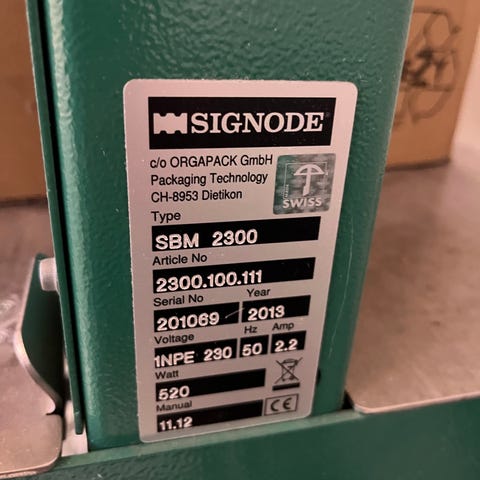 SIGNODE®
c/o ORGAPACK GmbH
Packaging Technology
CH-8953 Dietikon
SWISS
Type
SBM 2300
Article No
2300.100.111
Serial No Year
201069 2013
Voltage Hz Amp
1NPE 230 50 2.2
Watt
520
Manual
11.12 CE